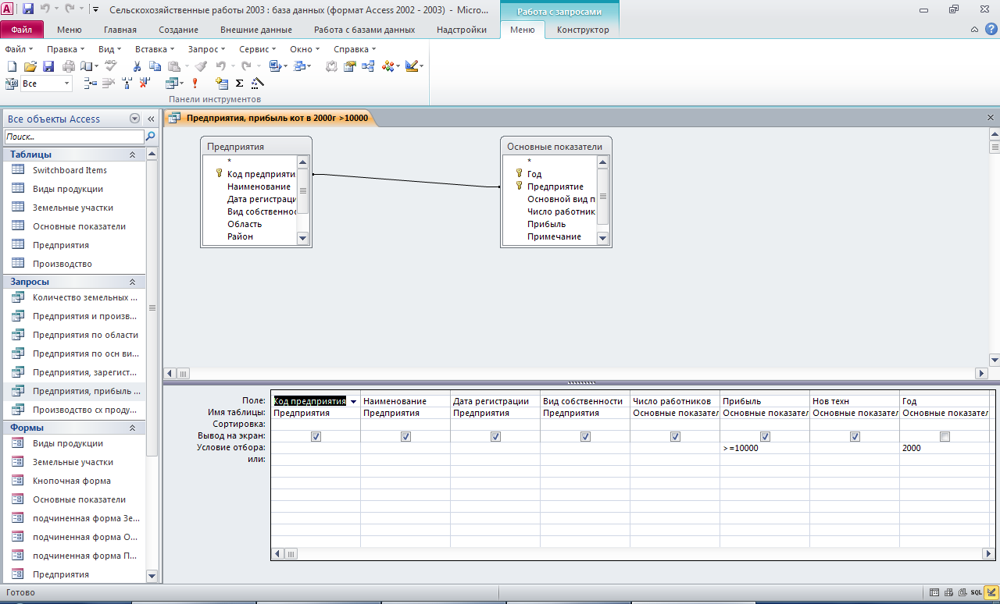 Сельскохозяйственные работы 2003 : база данных (формат Access 2002 - 2003) - Micro...
Работа с запросами
Файл Меню Главная Создание Внешние данные Работа с базами данных Надстройки Меню Конструктор
Файл Правка Вид Вставка Запрос Сервис Окно Справка
Все
Панели инструментов
Все объекты Access
Поиск...
Таблицы
Switchboard Items
Виды продукции
Земельные участки
Основные показатели
Предприятия
Производство
Запросы
Количество земельных ...
Предприятия и произв...
Предприятия по области
Предприятия по осн ви...
Предприятия, зарегист...
Предприятия, прибыль ...
Производство сх проду...
Формы
Виды продукции
Земельные участки
Кнопочная форма
Основные показатели
подчиненная форма Зе...
подчиненная форма О...
подчиненная форма П...
Предприятия
Предприятия, прибыль кот в 2000г >10000
Предприятия
*
Код предприяти
Наименование
Дата регистраци
Вид собственнос
Область
Район
Основные показатели
*
Год
Предприятие
Основной вид п
Число работник
Прибыль
Примечание
Поле: Код предприятия Наименование Дата регистрации Вид собственности Число работников Прибыль Нов техн Год
Имя таблицы: Предприятия Предприятия Предприятия Предприятия Основные показател Основные показател Основные показател Основные показател
Сортировка:
Вывод на экран:
Условие отбора: >=10000 2000
или:
Готово
SQL